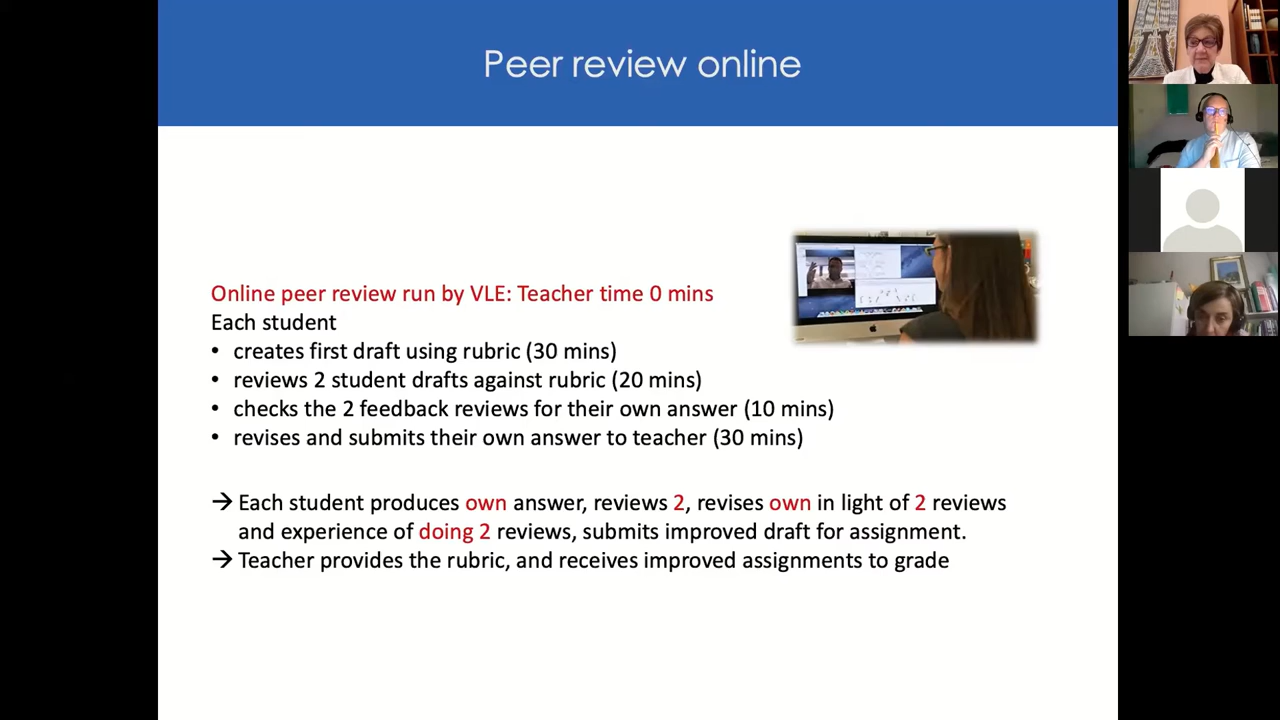 Peer review online
Online peer review run by VLE: Teacher time 0 mins
Each student
• creates first draft using rubric (30 mins)
• reviews 2 student drafts against rubric (20 mins)
• checks the 2 feedback reviews for their own answer (10 mins)
• revises and submits their own answer to teacher (30 mins)
→ Each student produces own answer, reviews 2, revises own in light of 2 reviews
and experience of doing 2 reviews, submits improved draft for assignment.
→ Teacher provides the rubric, and receives improved assignments to grade